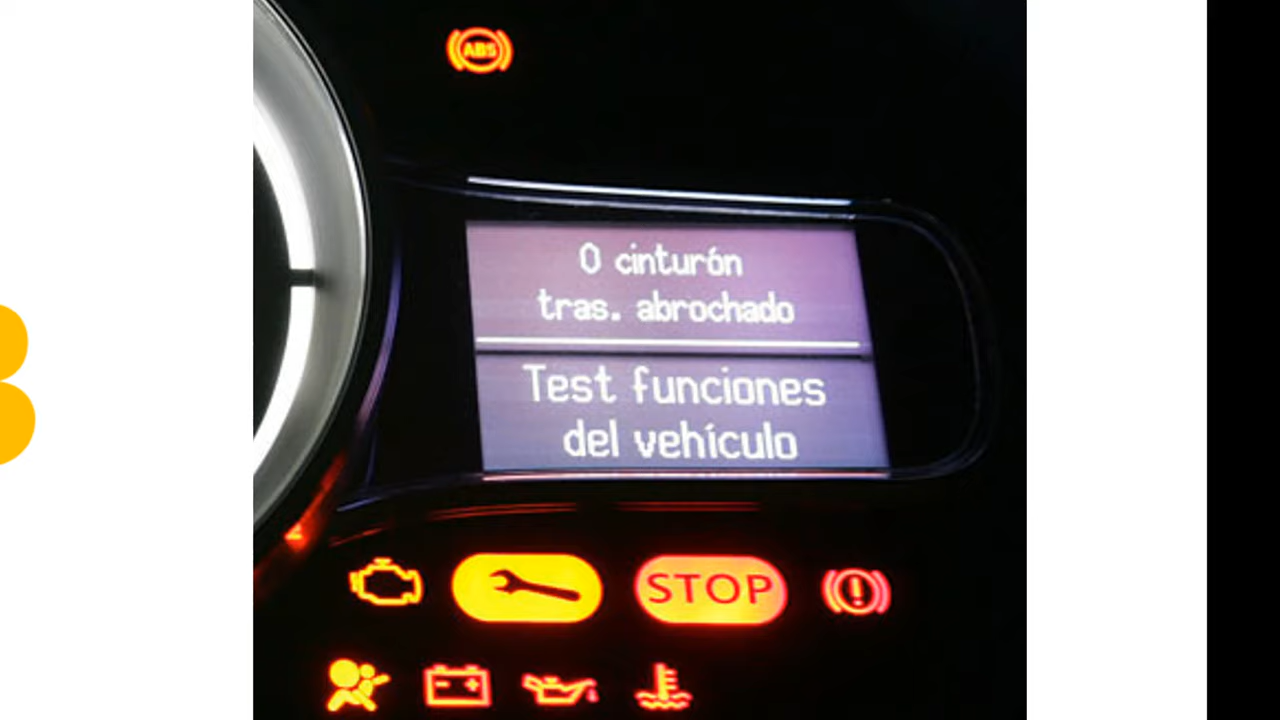 ABS
0 cinturón
tras. abrochado
Test funciones
del vehículo
STOP